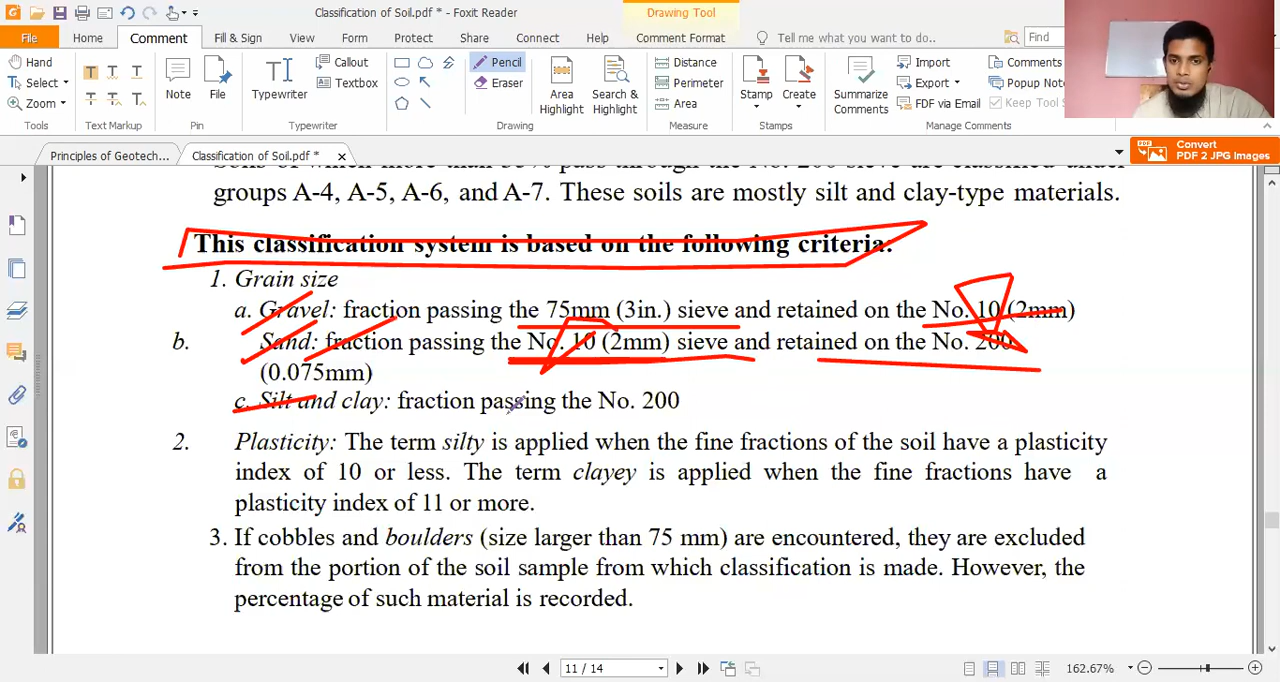 Classification of Soil.pdf * - Foxit Reader
Drawing Tool
File Home Comment Fill & Sign View Form Protect Share Connect Help Comment Format Tell me what you want to do.. Find
Hand
Select
Zoom
Tools
Text Markup
Note
File
Pin
Typewriter
Callout
Textbox
Typewriter
Pencil
Eraser
Drawing
Area Highlight
Search & Highlight
Distance
Perimeter
Area
Measure
Stamp
Create
Stamps
Summarize Comments
Import
Export
FDF via Email
Comments
Popup Note
Keep Tool S
Manage Comments
Principles of Geotech... Classification of Soil.pdf * x
Convert
PDF 2 JPG Images
pass through the No. 200 sieve are classified under
groups A-4, A-5, A-6, and A-7. These soils are mostly silt and clay-type materials.
This classification system is based on the following criteria:
1. Grain size
a. Gravel: fraction passing the 75mm (3in.) sieve and retained on the No. 10 (2mm)
b. Sand: fraction passing the No. 10 (2mm) sieve and retained on the No. 200
(0.075mm)
c. Silt and clay: fraction passing the No. 200
2. Plasticity: The term silty is applied when the fine fractions of the soil have a plasticity
index of 10 or less. The term clayey is applied when the fine fractions have a
plasticity index of 11 or more.
3. If cobbles and boulders (size larger than 75 mm) are encountered, they are excluded
from the portion of the soil sample from which classification is made. However, the
percentage of such material is recorded.
11 / 14
162.67%